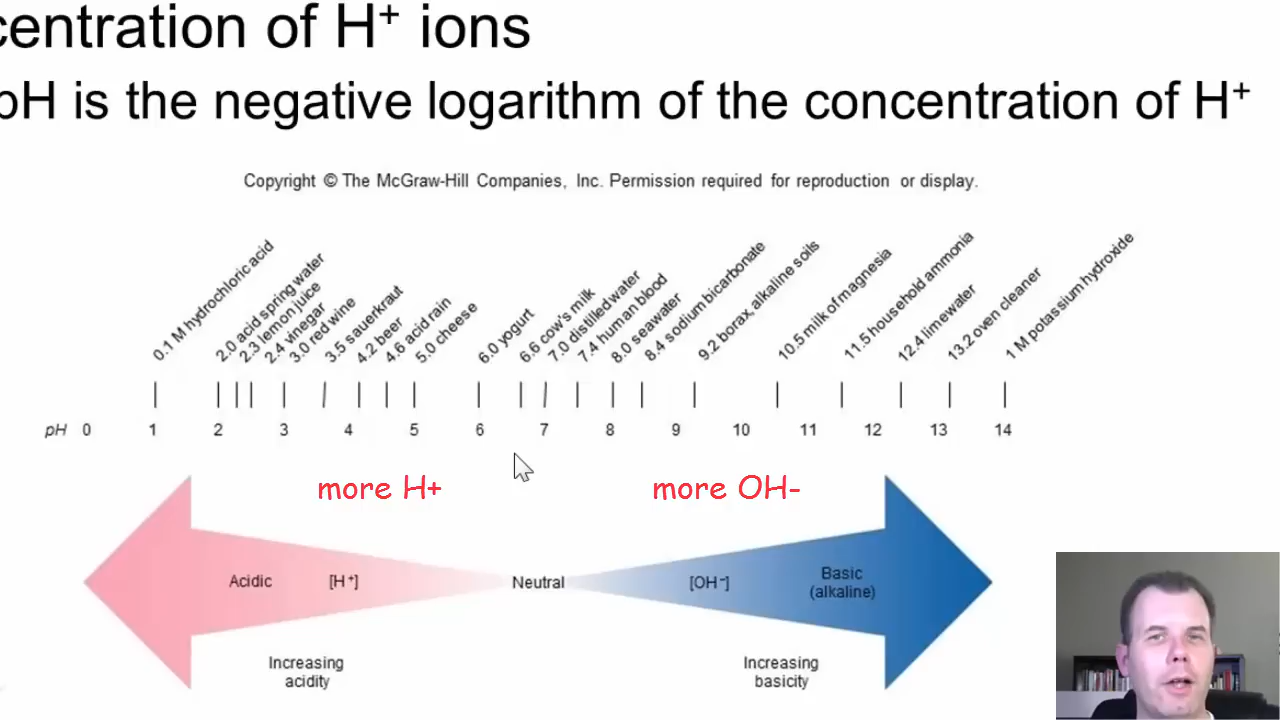 centration of H⁺ ions
pH is the negative logarithm of the concentration of H⁺
Copyright © The McGraw-Hill Companies, Inc. Permission required for reproduction or display.
0.1 M hydrochloric acid
2.0 acid spring water
2.3 lemon juice
2.4 vinegar
3.0 red wine
3.5 sauerkraut
4.2 beer
4.6 acid rain
5.0 cheese
6.0 yogurt
6.6 cow's milk
7.0 distilled water
7.4 human blood
8.0 seawater
8.4 sodium bicarbonate
9.2 borax, alkaline soils
10.5 milk of magnesia
11.5 household ammonia
12.4 limewater
13.2 oven cleaner
1 M potassium hydroxide
pH 0 1 2 3 4 5 6 7 8 9 10 11 12 13 14
more H+ more OH-
Acidic [H⁺] Neutral [OH⁻] Basic
(alkaline)
Increasing
acidity
Increasing
basicity